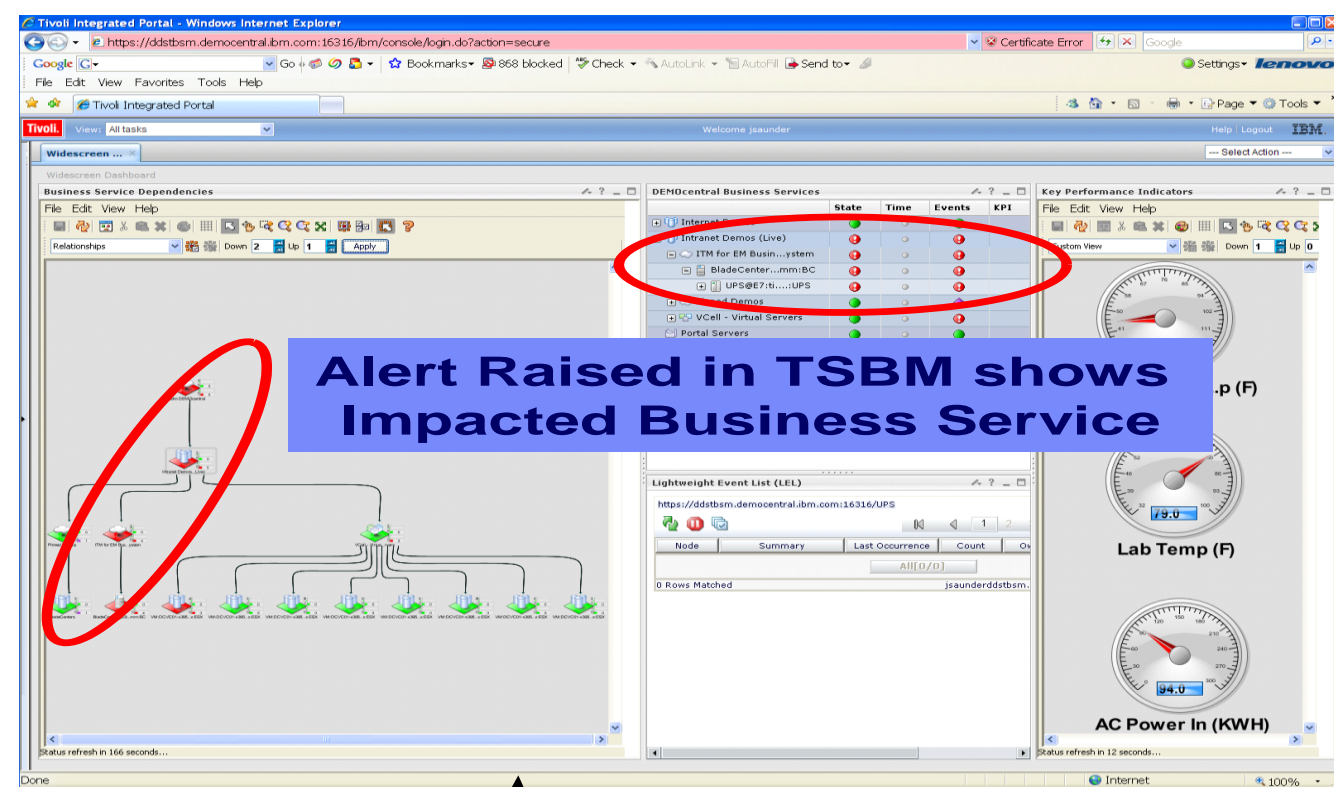 Tivoli Integrated Portal - Windows Internet Explorer
https://ddstbsm.democentral.ibm.com:16316/ibm/console/login.do?action=secure
Certificate Error
Google
Google
G
Go
Bookmarks
868 blocked
Check
AutoLink
AutoFill
Send to
Settings
lenovo
File Edit View Favorites Tools Help
Tivoli Integrated Portal
Page
Tools
Tivoli.
View: All tasks
Welcome jsaunder
Help | Logout
IBM.
Widescreen ...
--- Select Action ---
Widescreen Dashboard
Business Service Dependencies
File Edit View Help
Relationships
Down 2
Up 1
Apply
Status refresh in 166 seconds...
DEMOcentral Business Services
State Time Events KPI
Internet
Intranet Demos (Live)
ITM for EM Busin...ystem
BladeCenter...mm:BC
UPS@E7:ti....:UPS
Demos
VCell - Virtual Servers
Portal Servers
Alert Raised in TSBM shows
Impacted Business Service
Lightweight Event List (LEL)
https://ddstbsm.democentral.ibm.com:16316/UPS
1 2
Node Summary Last Occurrence Count
All[0/0]
0 Rows Matched
jsaunderddstbsm.
Key Performance Indicators
File Edit View Help
Custom View
Down 1
Up 0
.p (F)
79.0
Lab Temp (F)
94.0
AC Power In (KWH)
Status refresh in 12 seconds...
Done
Internet
100%